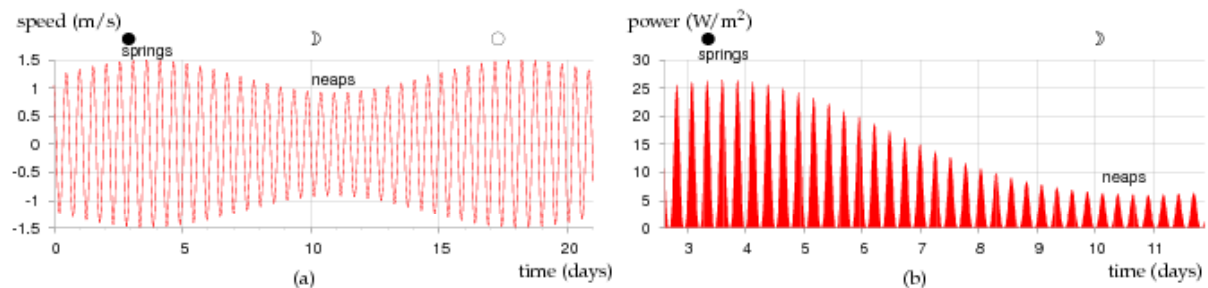 speed (m/s)
springs
neaps
1.5
1
0.5
0
-0.5
-1
-1.5
0 5 10 15 20
time (days)
(a)
power (W/m²)
springs
neaps
30
25
20
15
10
5
0
3 4 5 6 7 8 9 10 11
time (days)
(b)